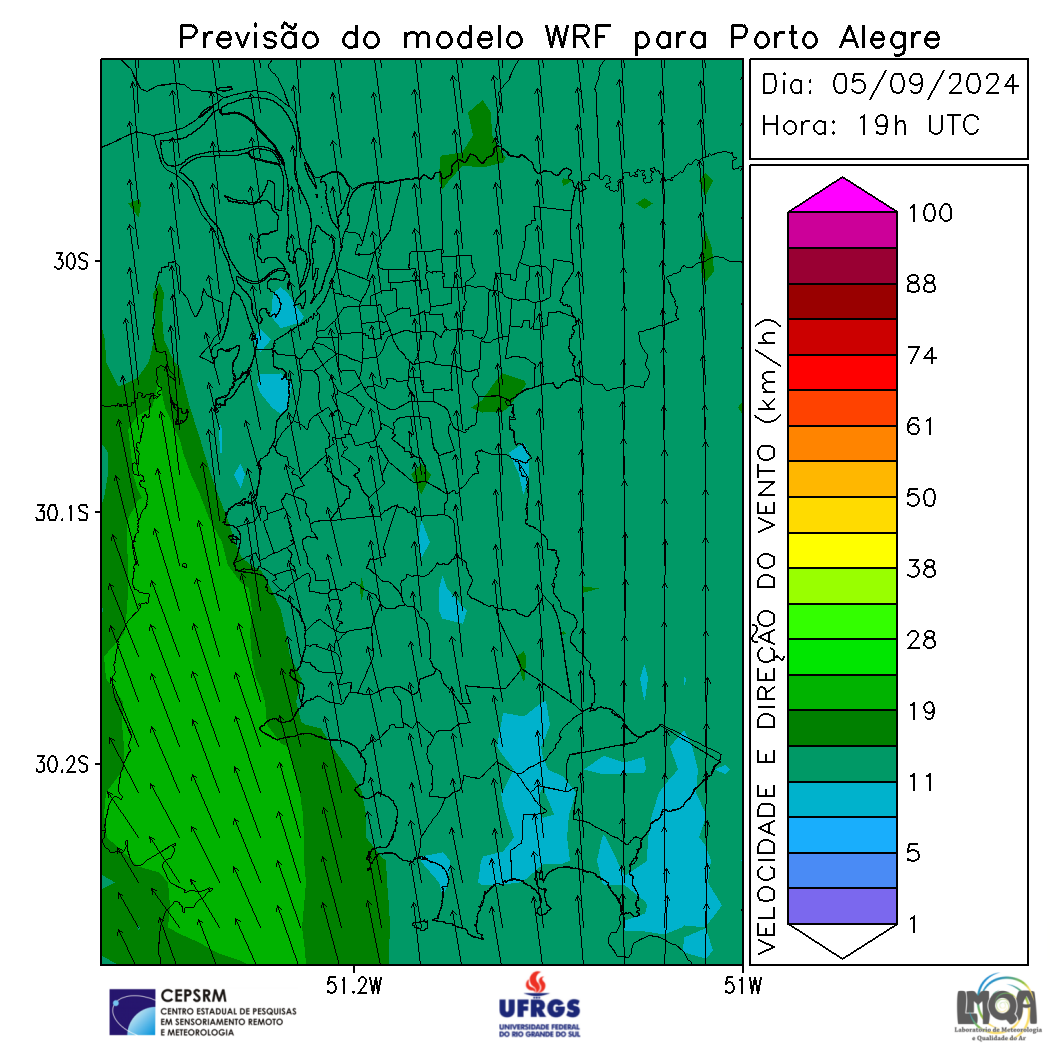 Previsão do modelo WRF para Porto Alegre
Dia: 05/09/2024
Hora: 19h UTC
30S
30.1S
30.2S
51.2W
51W
VELOCIDADE E DIREÇÃO DO VENTO (km/h)
100
88
74
61
50
38
28
19
11
5
1
CEPSRM
CENTRO ESTADUAL DE PESQUISAS
EM SENSORIAMENTO REMOTO
E METEOROLOGIA
UFRGS
UNIVERSIDADE FEDERAL
DO RIO GRANDE DO SUL
LMQA
Laboratório de Meteorologia
e Qualidade do Ar